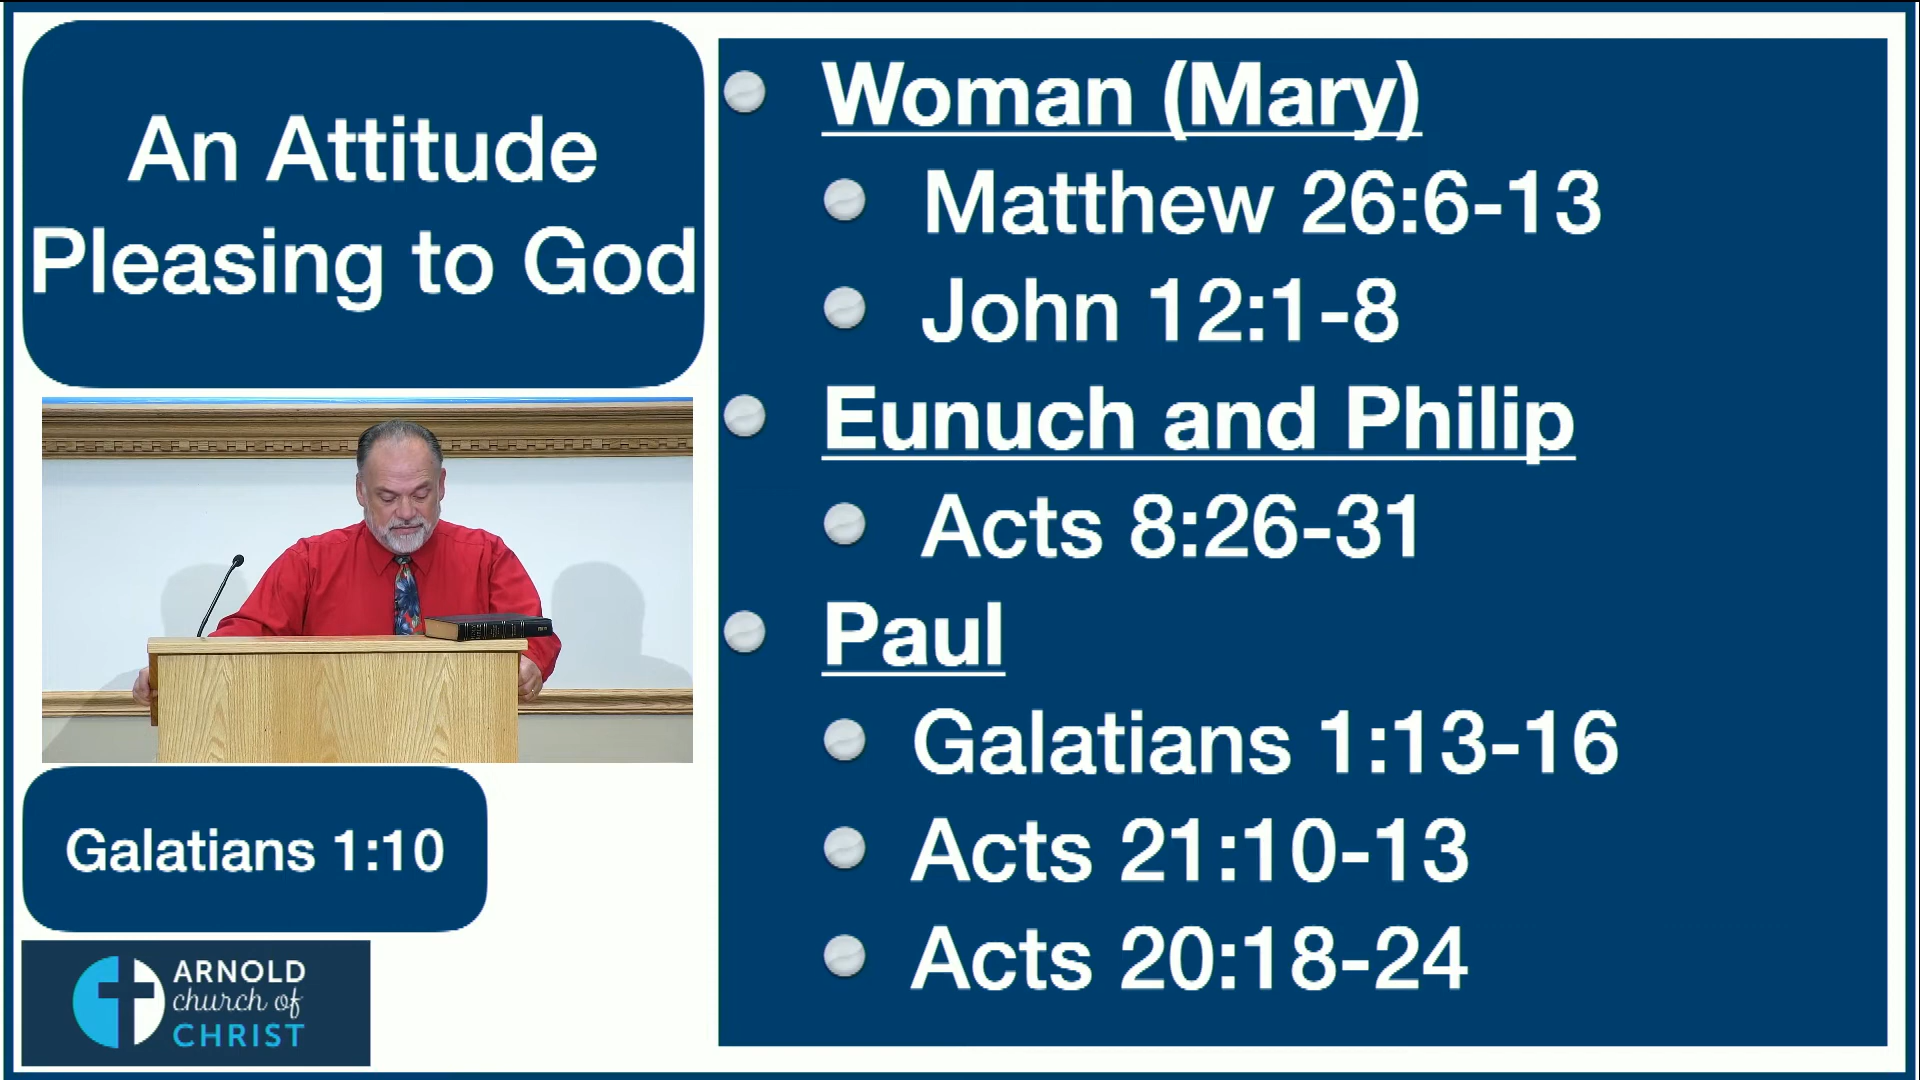 An Attitude
Pleasing to God
Woman (Mary)
Matthew 26:6-13
John 12:1-8
Eunuch and Philip
Acts 8:26-31
Paul
Galatians 1:13-16
Acts 21:10-13
Acts 20:18-24
Galatians 1:10
ARNOLD
church of
CHRIST